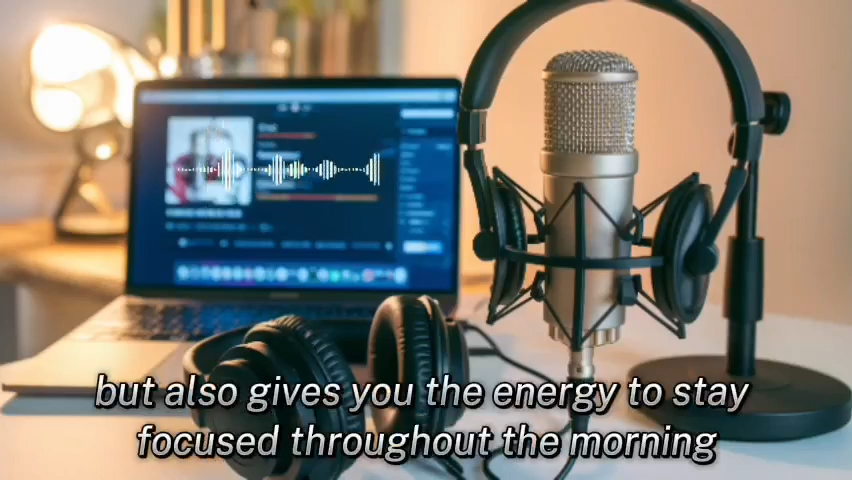 but also gives you the energy to stay
focused throughout the morning